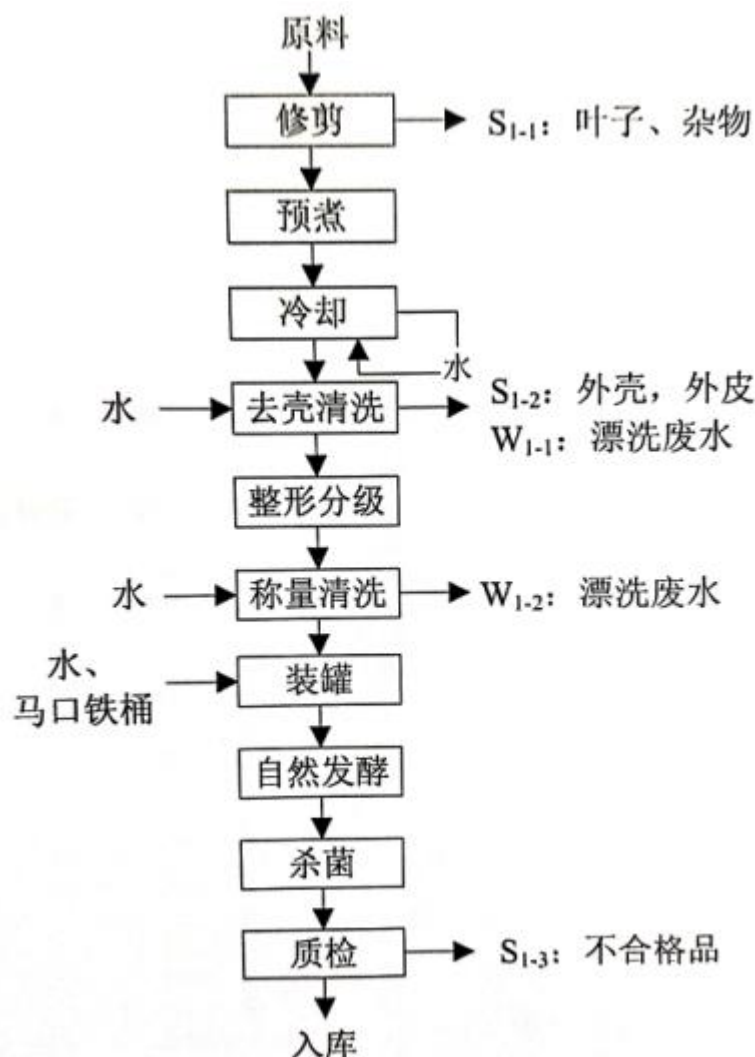 原料
修剪
S₁₋₁：叶子、杂物
预煮
冷却
水
水
去壳清洗
S₁₋₂：外壳，外皮
W₁₋₁：漂洗废水
整形分级
水
称量清洗
W₁₋₂：漂洗废水
水、
马口铁桶
装罐
自然发酵
杀菌
质检
S₁₋₃：不合格品
入库